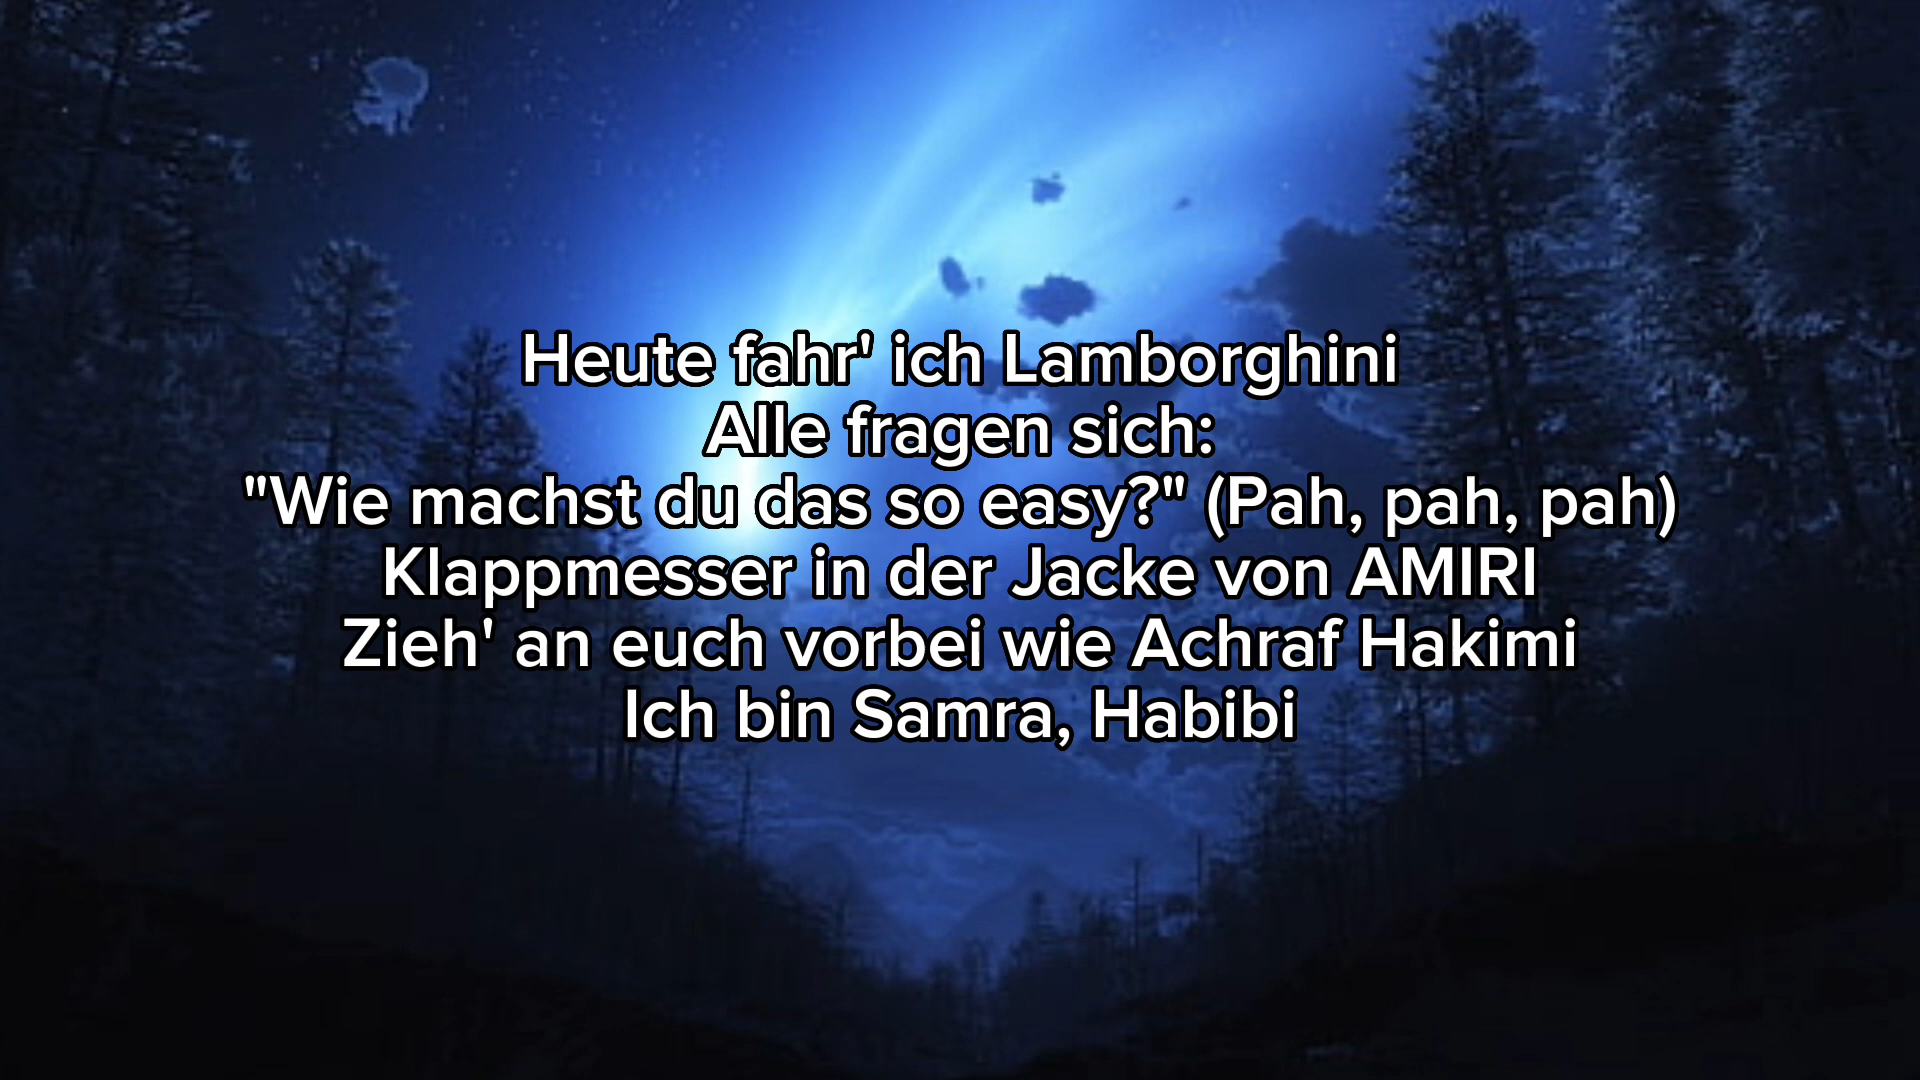 Heute fahr' ich Lamborghini
Alle fragen sich:
"Wie machst du das so easy?" (Pah, pah, pah)
Klappmesser in der Jacke von AMIRI
Zieh' an euch vorbei wie Achraf Hakimi
Ich bin Samra, Habibi